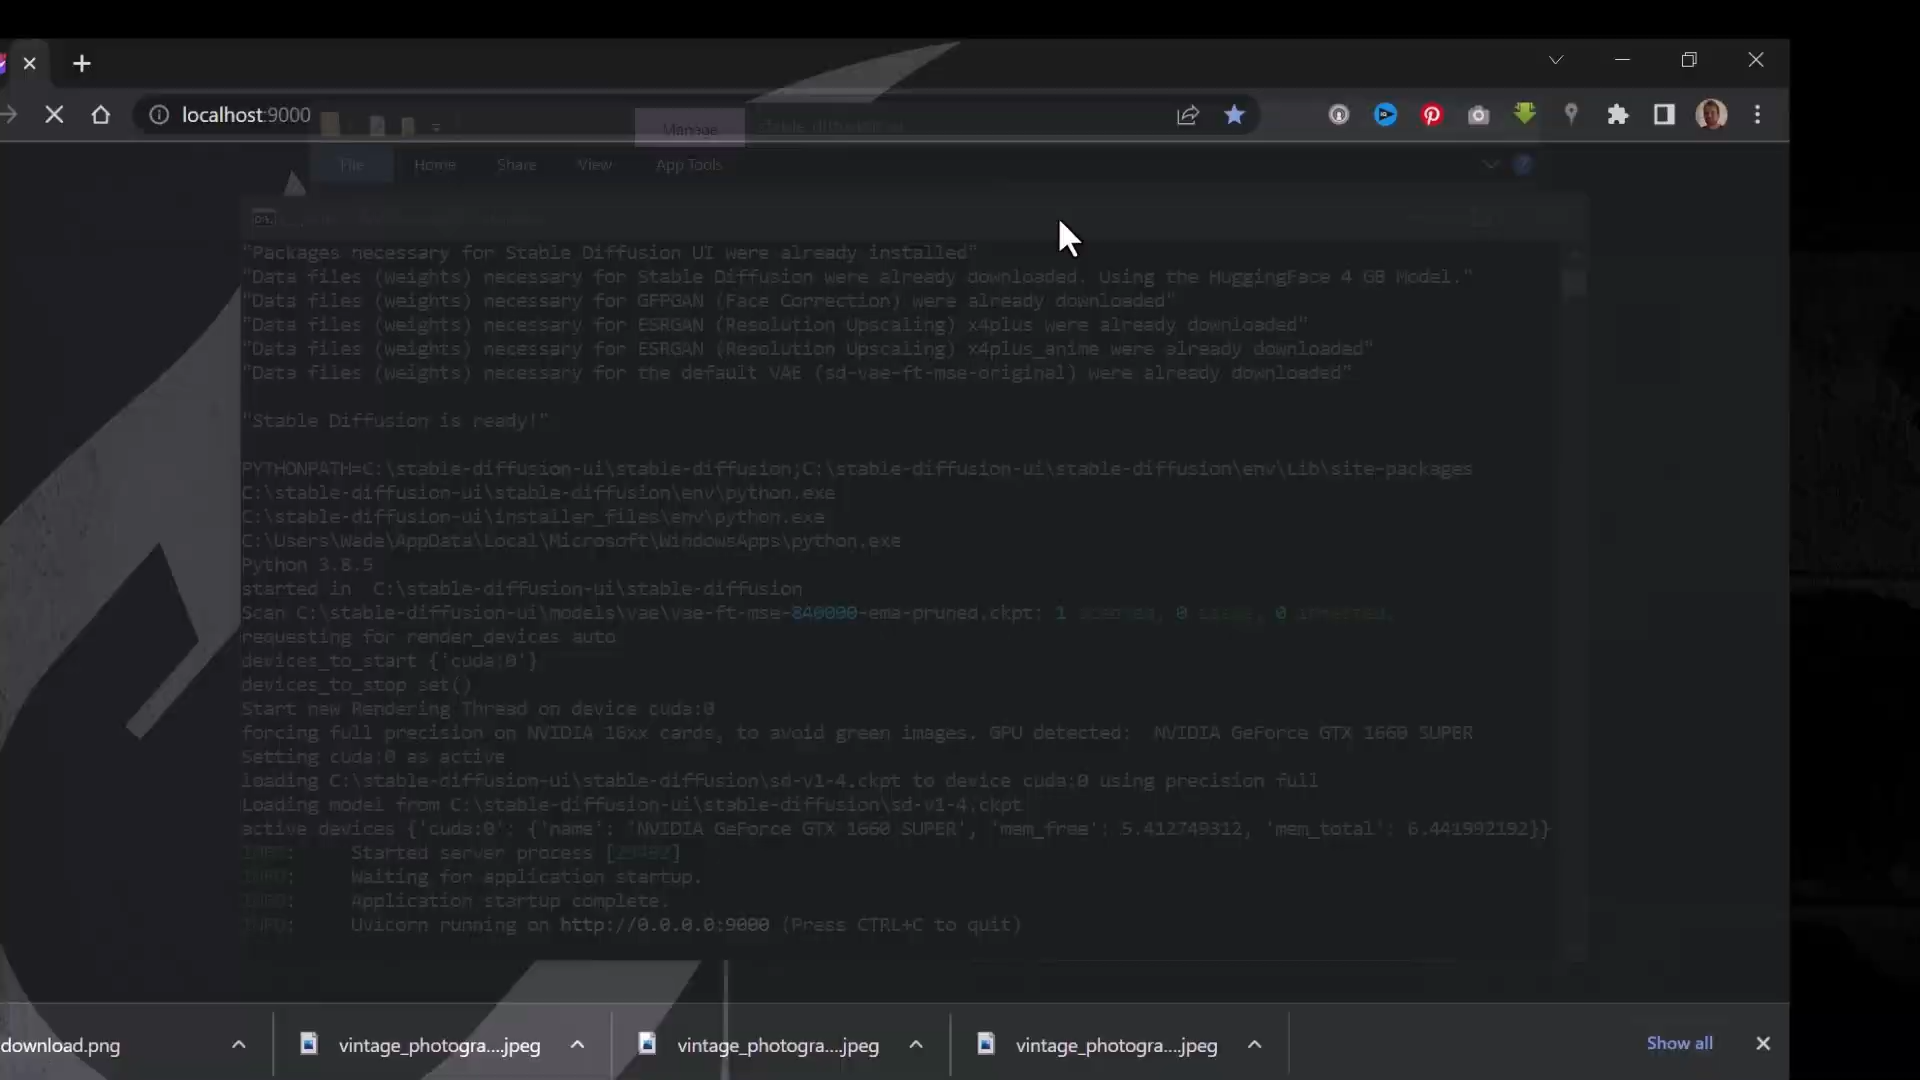 localhost:9000
Manage
File Home Share View App Tools
"Packages necessary for Stable Diffusion UI were already installed"
"Data files (weights) necessary for Stable Diffusion were already downloaded. Using the HuggingFace 4 GB Model."
"Data files (weights) necessary for GFPGAN (Face Correction) were already downloaded"
"Data files (weights) necessary for ESRGAN (Resolution Upscaling) x4plus were already downloaded"
"Data files (weights) necessary for ESRGAN (Resolution Upscaling) x4plus_anime were already downloaded"
"Data files (weights) necessary for the default VAE (sd-vae-ft-mse-original) were already downloaded"
"Stable Diffusion is ready!"
PYTHONPATH=C:\stable-diffusion-ui\stable-diffusion;C:\stable-diffusion-ui\stable-diffusion\env\Lib\site-packages
C:\stable-diffusion-ui\stable-diffusion\env\python.exe
C:\stable-diffusion-ui\installer_files\env\python.exe
C:\Users\Wade\AppData\Local\Microsoft\WindowsApps\python.exe
Python 3.8.5
started in  C:\stable-diffusion-ui\stable-diffusion
Scan C:\stable-diffusion-ui\models\vae\vae-ft-mse-840000-ema-pruned.ckpt: 1 scanned, 0 issue, 0 infected.
requesting for render_devices auto
devices_to_start {'cuda:0'}
devices_to_stop set()
Start new Rendering Thread on device cuda:0
forcing full precision on NVIDIA 16xx cards, to avoid green images. GPU detected:  NVIDIA GeForce GTX 1660 SUPER
Setting cuda:0 as active
loading C:\stable-diffusion-ui\stable-diffusion\sd-v1-4.ckpt to device cuda:0 using precision full
Loading model from C:\stable-diffusion-ui\stable-diffusion\sd-v1-4.ckpt
active devices {'cuda:0': {'name': 'NVIDIA GeForce GTX 1660 SUPER', 'mem_free': 5.412749312, 'mem_total': 6.441992192}}
INFO: Started server process
INFO: Waiting for application startup.
INFO: Application startup complete.
INFO: Uvicorn running on http://0.0.0.0:9000 (Press CTRL+C to quit)
download.png vintage_photogra....jpeg vintage_photogra....jpeg vintage_photogra....jpeg Show all